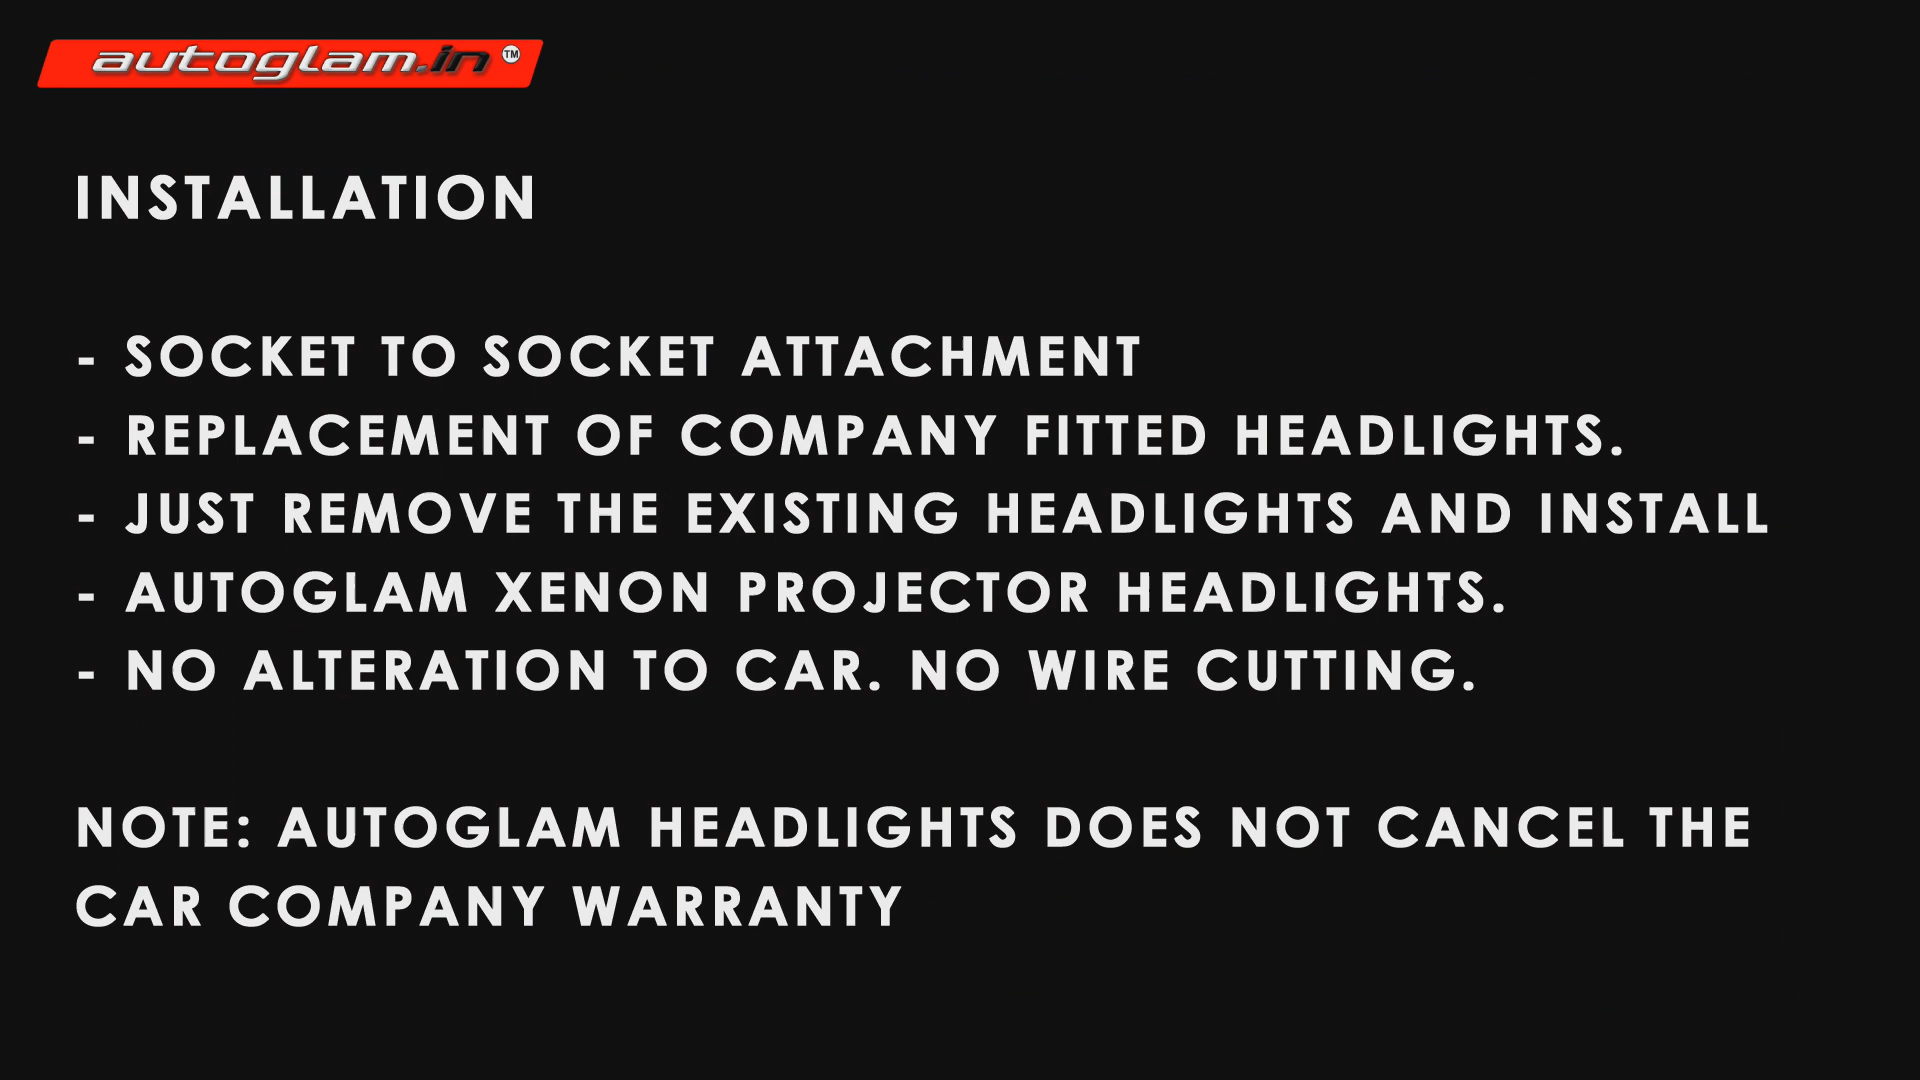 autoglam.in TM
INSTALLATION
- SOCKET TO SOCKET ATTACHMENT
- REPLACEMENT OF COMPANY FITTED HEADLIGHTS.
- JUST REMOVE THE EXISTING HEADLIGHTS AND INSTALL
- AUTOGLAM XENON PROJECTOR HEADLIGHTS.
- NO ALTERATION TO CAR. NO WIRE CUTTING.
NOTE: AUTOGLAM HEADLIGHTS DOES NOT CANCEL THE
CAR COMPANY WARRANTY